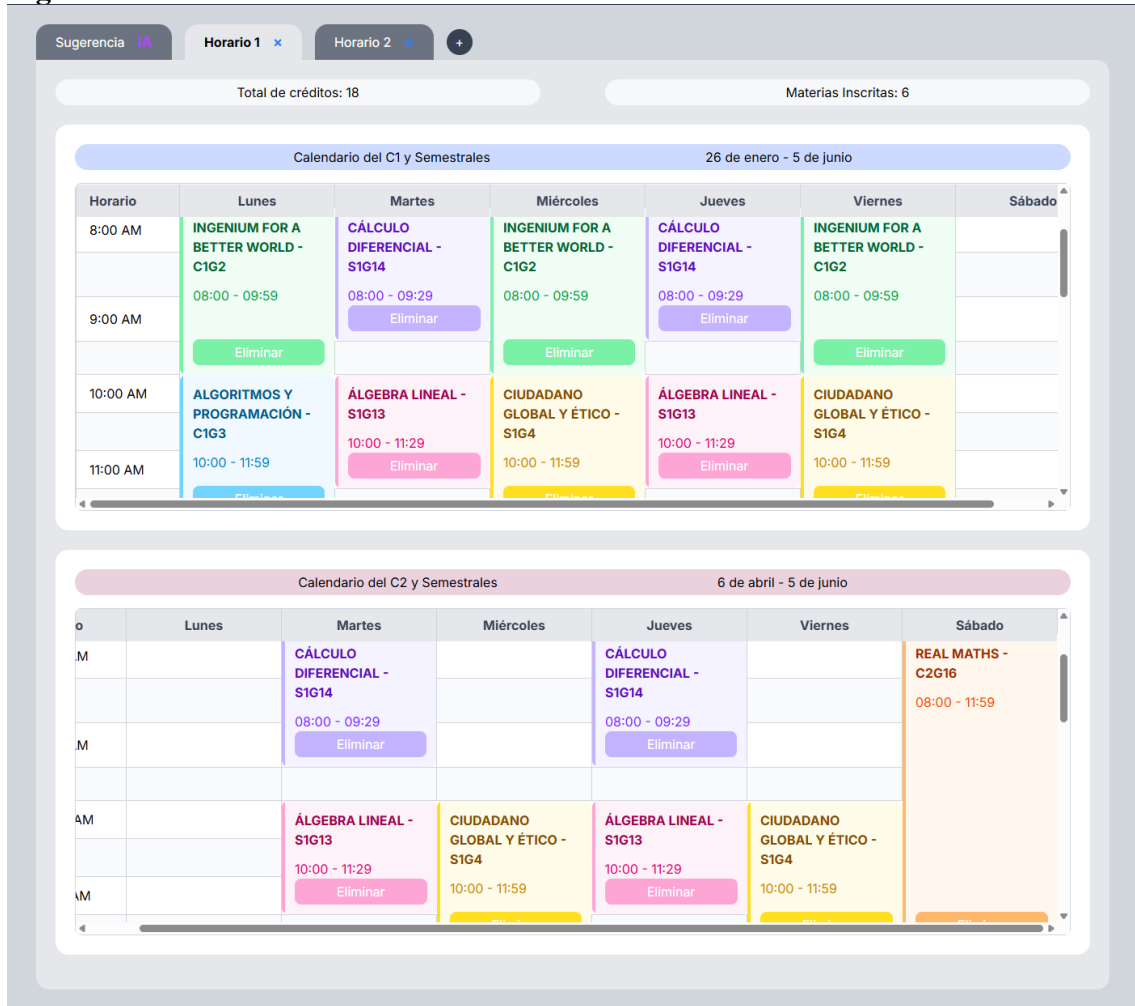 Sugerencia IA
Horario 1 ×
Horario 2 ×
+
Total de créditos: 18
Materias Inscritas: 6
Calendario del C1 y Semestrales
26 de enero - 5 de junio
Horario Lunes Martes Miércoles Jueves Viernes Sábado
8:00 AM
9:00 AM
10:00 AM
11:00 AM
INGENIUM FOR A
BETTER WORLD -
C1G2
08:00 - 09:59
Eliminar
ALGORITMOS Y
PROGRAMACIÓN -
C1G3
10:00 - 11:59
Eliminar
CÁLCULO
DIFERENCIAL -
S1G14
08:00 - 09:29
Eliminar
ÁLGEBRA LINEAL -
S1G13
10:00 - 11:29
Eliminar
INGENIUM FOR A
BETTER WORLD -
C1G2
08:00 - 09:59
Eliminar
CIUDADANO
GLOBAL Y ÉTICO -
S1G4
10:00 - 11:59
Eliminar
CÁLCULO
DIFERENCIAL -
S1G14
08:00 - 09:29
Eliminar
ÁLGEBRA LINEAL -
S1G13
10:00 - 11:29
Eliminar
INGENIUM FOR A
BETTER WORLD -
C1G2
08:00 - 09:59
Eliminar
CIUDADANO
GLOBAL Y ÉTICO -
S1G4
10:00 - 11:59
Eliminar
Calendario del C2 y Semestrales
6 de abril - 5 de junio
o Lunes Martes Miércoles Jueves Viernes Sábado
M
M
AM
AM
CÁLCULO
DIFERENCIAL -
S1G14
08:00 - 09:29
Eliminar
ÁLGEBRA LINEAL -
S1G13
10:00 - 11:29
Eliminar
CIUDADANO
GLOBAL Y ÉTICO -
S1G4
10:00 - 11:59
CÁLCULO
DIFERENCIAL -
S1G14
08:00 - 09:29
Eliminar
ÁLGEBRA LINEAL -
S1G13
10:00 - 11:29
Eliminar
CIUDADANO
GLOBAL Y ÉTICO -
S1G4
10:00 - 11:59
REAL MATHS -
C2G16
08:00 - 11:59